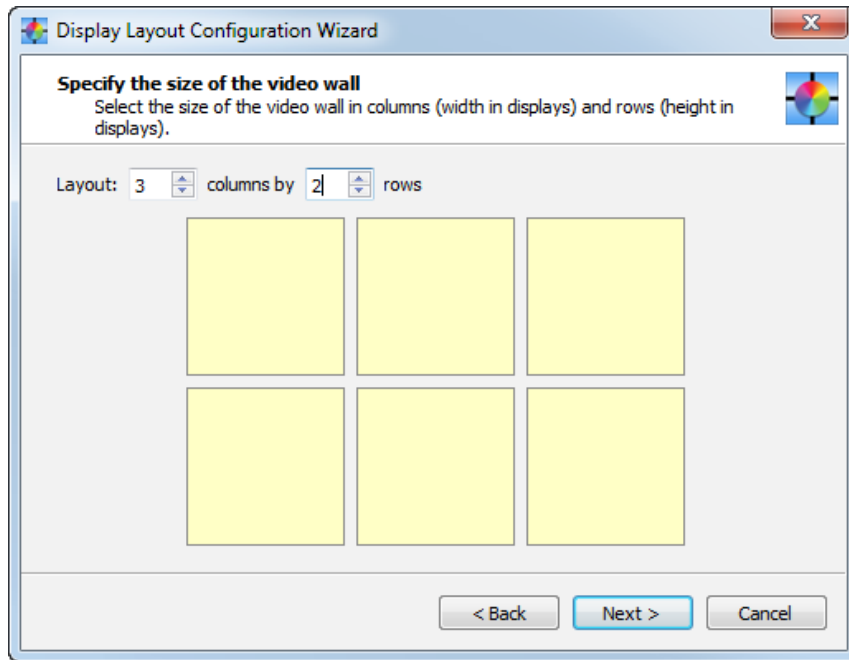 Display Layout Configuration Wizard
X
Specify the size of the video wall
Select the size of the video wall in columns (width in displays) and rows (height in
displays).
Layout: 3 columns by 2 rows
< Back Next > Cancel